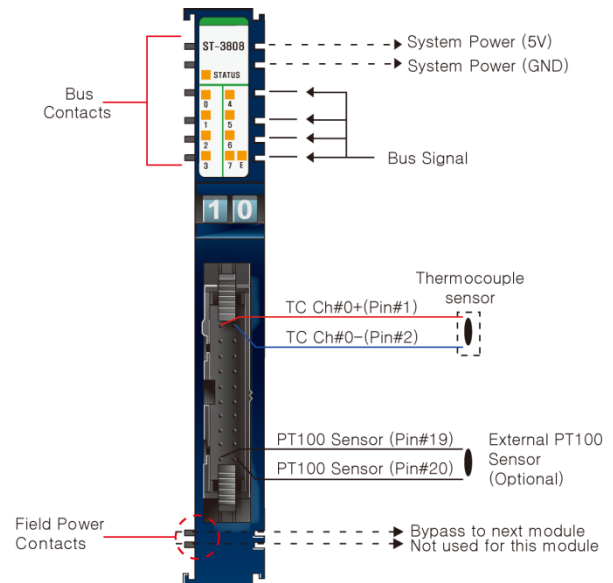 ST-3808
STATUS
0 4
1 5
2 6
3 7 E
System Power (5V)
System Power (GND)
Bus
Contacts
Bus Signal
10
Thermocouple
sensor
TC Ch#0+(Pin#1)
TC Ch#0-(Pin#2)
PT100 Sensor (Pin#19)
PT100 Sensor (Pin#20)
External PT100
Sensor
(Optional)
Field Power
Contacts
Bypass to next module
Not used for this module